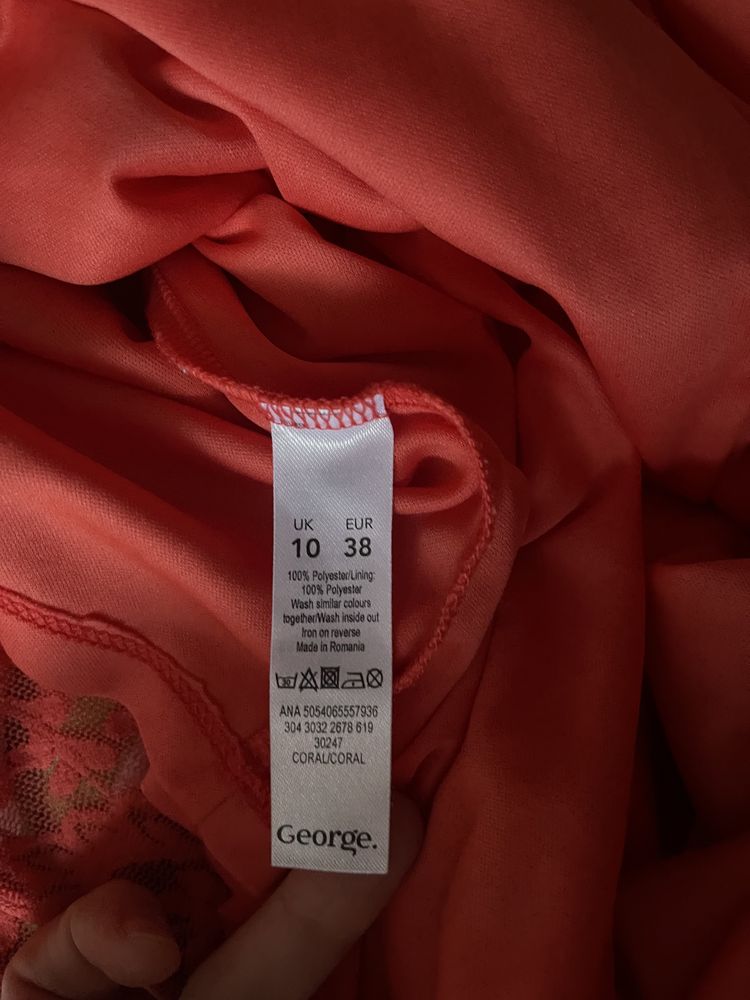 UK EUR
10 38
100% Polyester/Lining:
100% Polyester
Wash similar colours
together/Wash inside out
Iron on reverse
Made in Romania
30
ANA 5054065557936
304 3032 2678 619
30247
CORAL/CORAL
George.